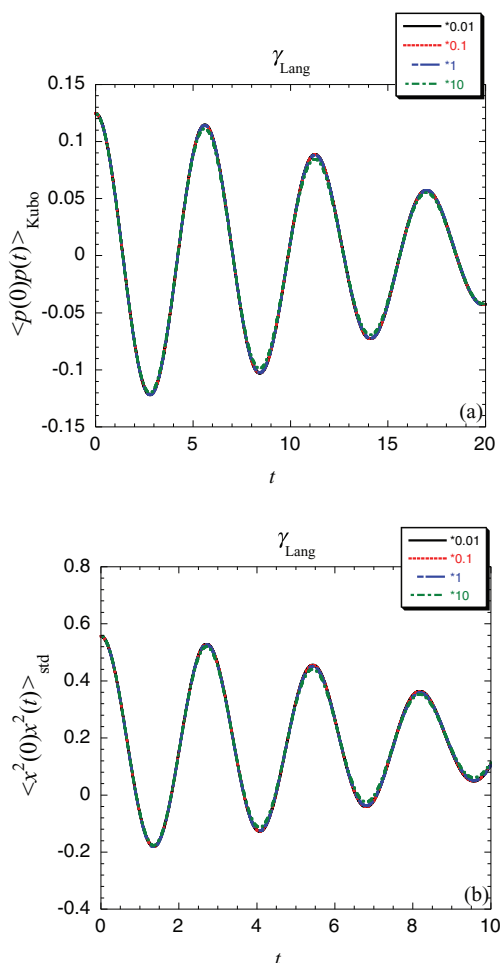 γLang
*0.01
*0.1
*1
*10
0.15
0.1
0.05
0
-0.05
-0.1
-0.15
<p(0)p(t)>Kubo
(a)
0 5 10 15 20
t
γLang
*0.01
*0.1
*1
*10
0.8
0.6
0.4
0.2
0
-0.2
-0.4
<x²(0)x²(t)>std
(b)
0 2 4 6 8 10
t